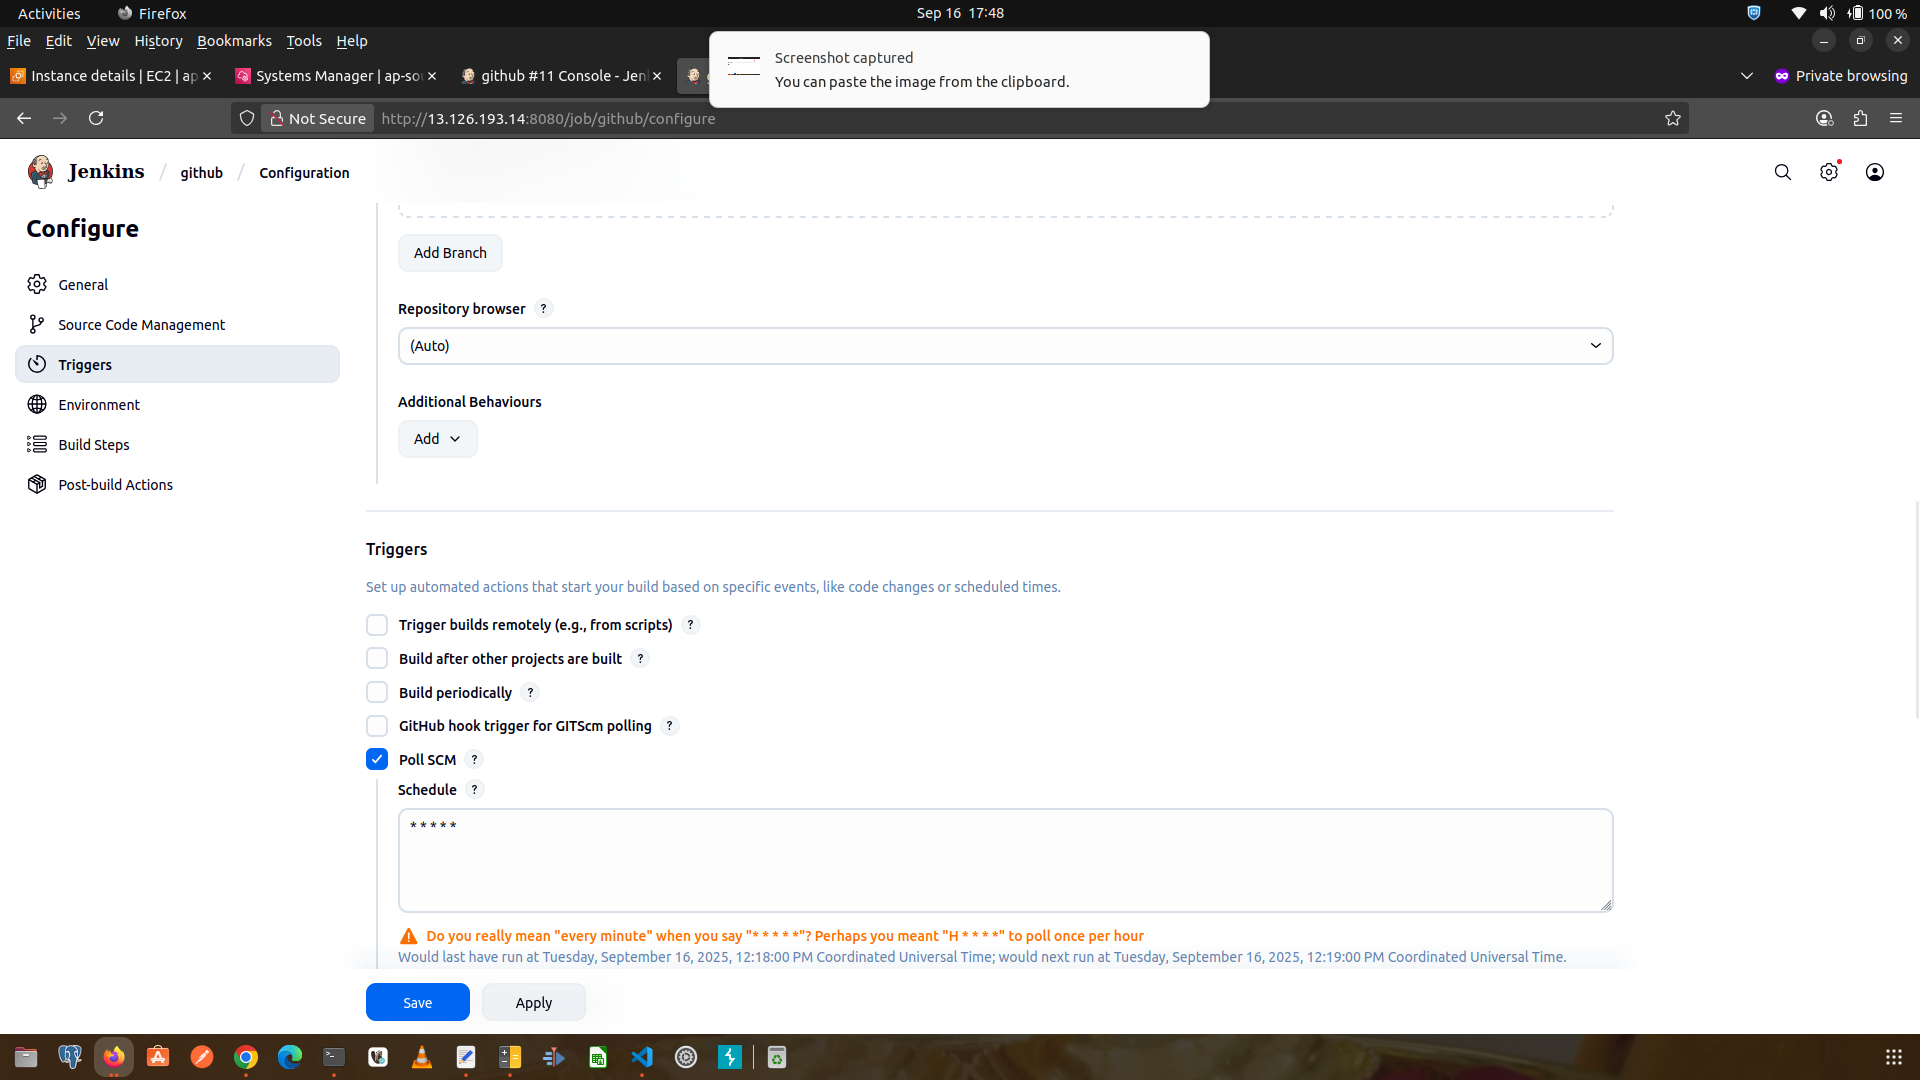 Activities
Firefox
Sep 16 17:48
100 %
File Edit View History Bookmarks Tools Help
Screenshot captured
You can paste the image from the clipboard.
Instance details | EC2 | ap
Systems Manager | ap-so
github #11 Console - Jen
Private browsing
Not Secure
http://13.126.193.14:8080/job/github/configure
Jenkins / github / Configuration
Configure
General
Source Code Management
Triggers
Environment
Build Steps
Post-build Actions
Add Branch
Repository browser ?
(Auto)
Additional Behaviours
Add
Triggers
Set up automated actions that start your build based on specific events, like code changes or scheduled times.
Trigger builds remotely (e.g., from scripts) ?
Build after other projects are built ?
Build periodically ?
GitHub hook trigger for GITScm polling ?
Poll SCM ?
Schedule ?
* * * * *
Do you really mean "every minute" when you say "* * * * *"? Perhaps you meant "H * * * *" to poll once per hour
Would last have run at Tuesday, September 16, 2025, 12:18:00 PM Coordinated Universal Time; would next run at Tuesday, September 16, 2025, 12:19:00 PM Coordinated Universal Time.
Save
Apply